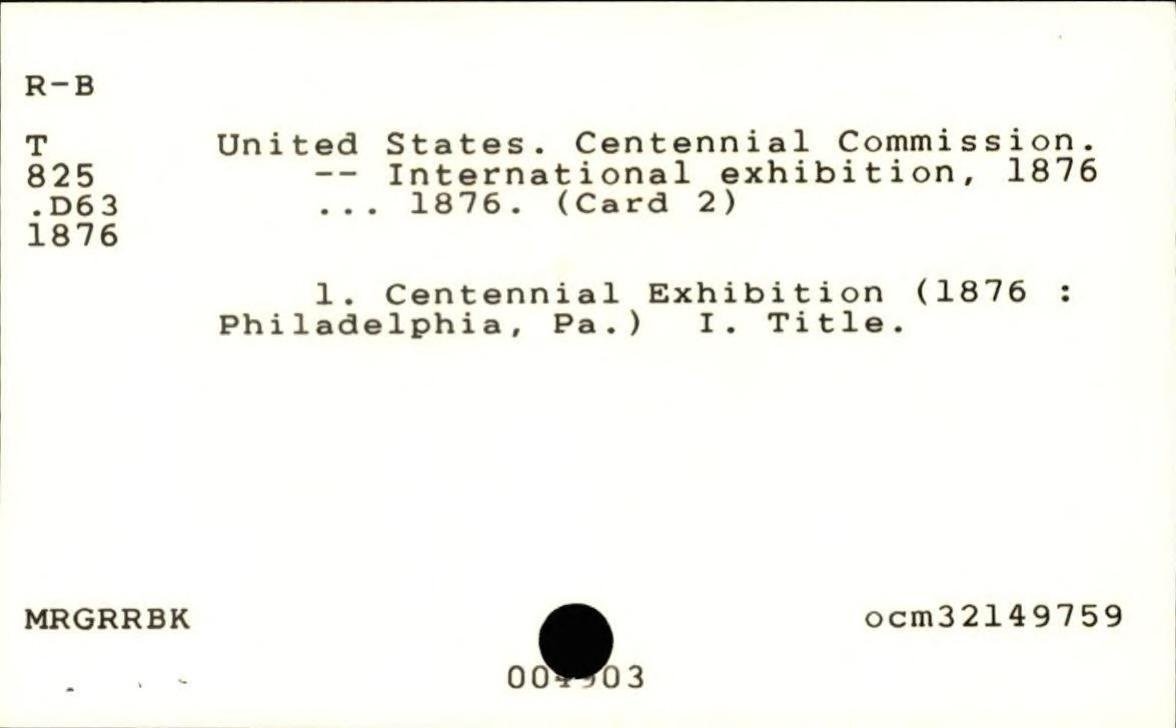 R-B
T United States. Centennial Commission.
825 -- International exhibition, 1876
.D63 ... 1876. (Card 2)
1876
1. Centennial Exhibition (1876 :
Philadelphia, Pa.) I. Title.
MRGRRBK ocm32149759